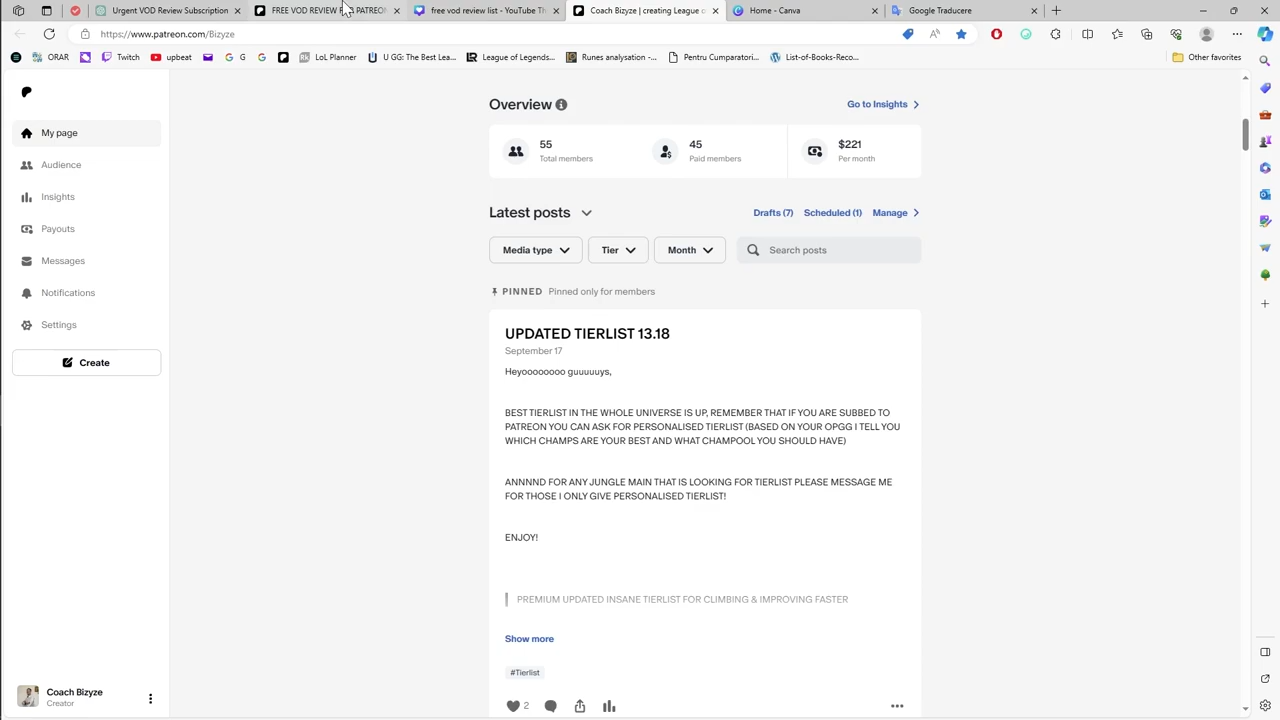 Urgent VOD Review Subscription
FREE VOD REVIEW PATREON
free vod review list - YouTube Th
Coach Bizyze | creating League o
Home - Canva
Google Traducere
https://www.patreon.com/Bizyze
ORAR
Twitch
upbeat
G
G
LoL Planner
U GG: The Best Lea...
League of Legends...
Runes analysation -...
Pentru Cumparatori...
List-of-Books-Reco...
Other favorites
My page
Audience
Insights
Payouts
Messages
Notifications
Settings
Create
Coach Bizyze
Creator
Overview
Go to Insights
55
Total members
45
Paid members
$221
Per month
Latest posts
Drafts (7)
Scheduled (1)
Manage
Media type
Tier
Month
Search posts
PINNED Pinned only for members
UPDATED TIERLIST 13.18
September 17
Heyoooooooo guuuuuys,
BEST TIERLIST IN THE WHOLE UNIVERSE IS UP, REMEMBER THAT IF YOU ARE SUBBED TO
PATREON YOU CAN ASK FOR PERSONALISED TIERLIST (BASED ON YOUR OPGG I TELL YOU
WHICH CHAMPS ARE YOUR BEST AND WHAT CHAMPOOL YOU SHOULD HAVE)
ANNNND FOR ANY JUNGLE MAIN THAT IS LOOKING FOR TIERLIST PLEASE MESSAGE ME
FOR THOSE I ONLY GIVE PERSONALISED TIERLIST!
ENJOY!
PREMIUM UPDATED INSANE TIERLIST FOR CLIMBING & IMPROVING FASTER
Show more
#Tierlist
2